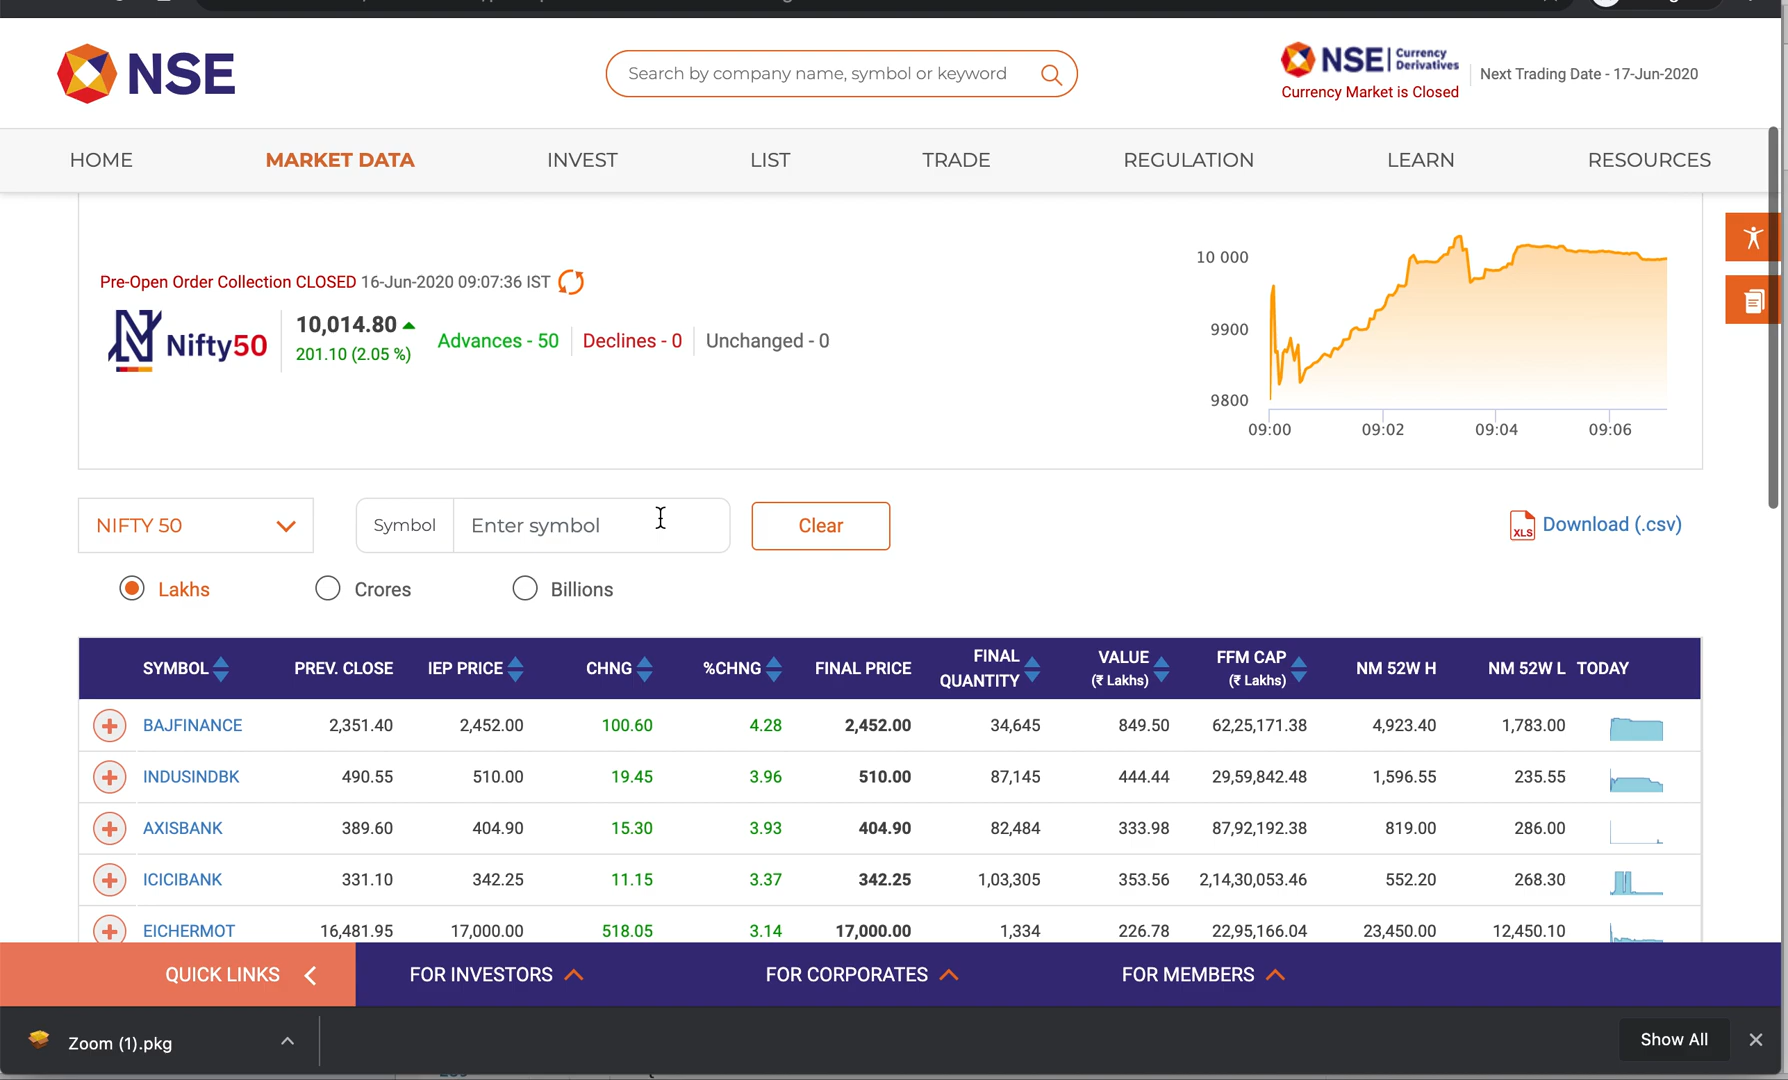 NSE
Search by company name, symbol or keyword
NSE Currency Derivatives
Currency Market is Closed
Next Trading Date - 17-Jun-2020
HOME MARKET DATA INVEST LIST TRADE REGULATION LEARN RESOURCES
Pre-Open Order Collection CLOSED 16-Jun-2020 09:07:36 IST
Nifty50
10,014.80
201.10 (2.05 %)
Advances - 50 Declines - 0 Unchanged - 0
10 000
9900
9800
09:00 09:02 09:04 09:06
NIFTY 50 Symbol Enter symbol Clear XLS Download (.csv)
Lakhs Crores Billions
SYMBOL PREV. CLOSE IEP PRICE CHNG %CHNG FINAL PRICE FINAL QUANTITY VALUE (₹ Lakhs) FFM CAP (₹ Lakhs) NM 52W H NM 52W L TODAY
BAJFINANCE 2,351.40 2,452.00 100.60 4.28 2,452.00 34,645 849.50 62,25,171.38 4,923.40 1,783.00
INDUSINDBK 490.55 510.00 19.45 3.96 510.00 87,145 444.44 29,59,842.48 1,596.55 235.55
AXISBANK 389.60 404.90 15.30 3.93 404.90 82,484 333.98 87,92,192.38 819.00 286.00
ICICIBANK 331.10 342.25 11.15 3.37 342.25 1,03,305 353.56 2,14,30,053.46 552.20 268.30
EICHERMOT 16,481.95 17,000.00 518.05 3.14 17,000.00 1,334 226.78 22,95,166.04 23,450.00 12,450.10
QUICK LINKS FOR INVESTORS FOR CORPORATES FOR MEMBERS
Zoom (1).pkg Show All